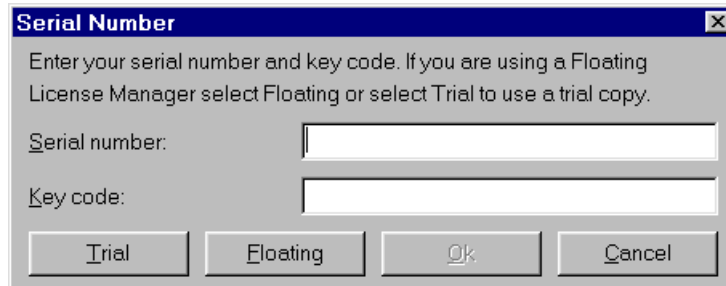 Serial Number
Enter your serial number and key code. If you are using a Floating
License Manager select Floating or select Trial to use a trial copy.
Serial number:
Key code:
Trial Floating Ok Cancel